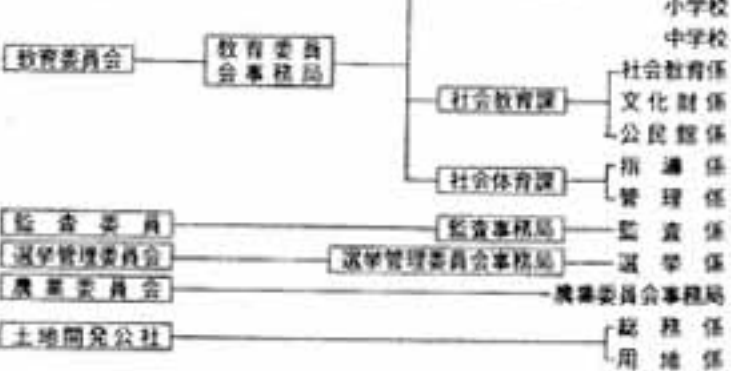 小学校
中学校
教育委員会 教育委員会事務局
社会教育課 社会教育係
文化財係
公民館係
社会体育課 指導係
管理係
監査委員 監査事務局 監査係
選挙管理委員会 選挙管理委員会事務局 選挙係
農業委員会 農業委員会事務局
土地開発公社 総務係
用地係